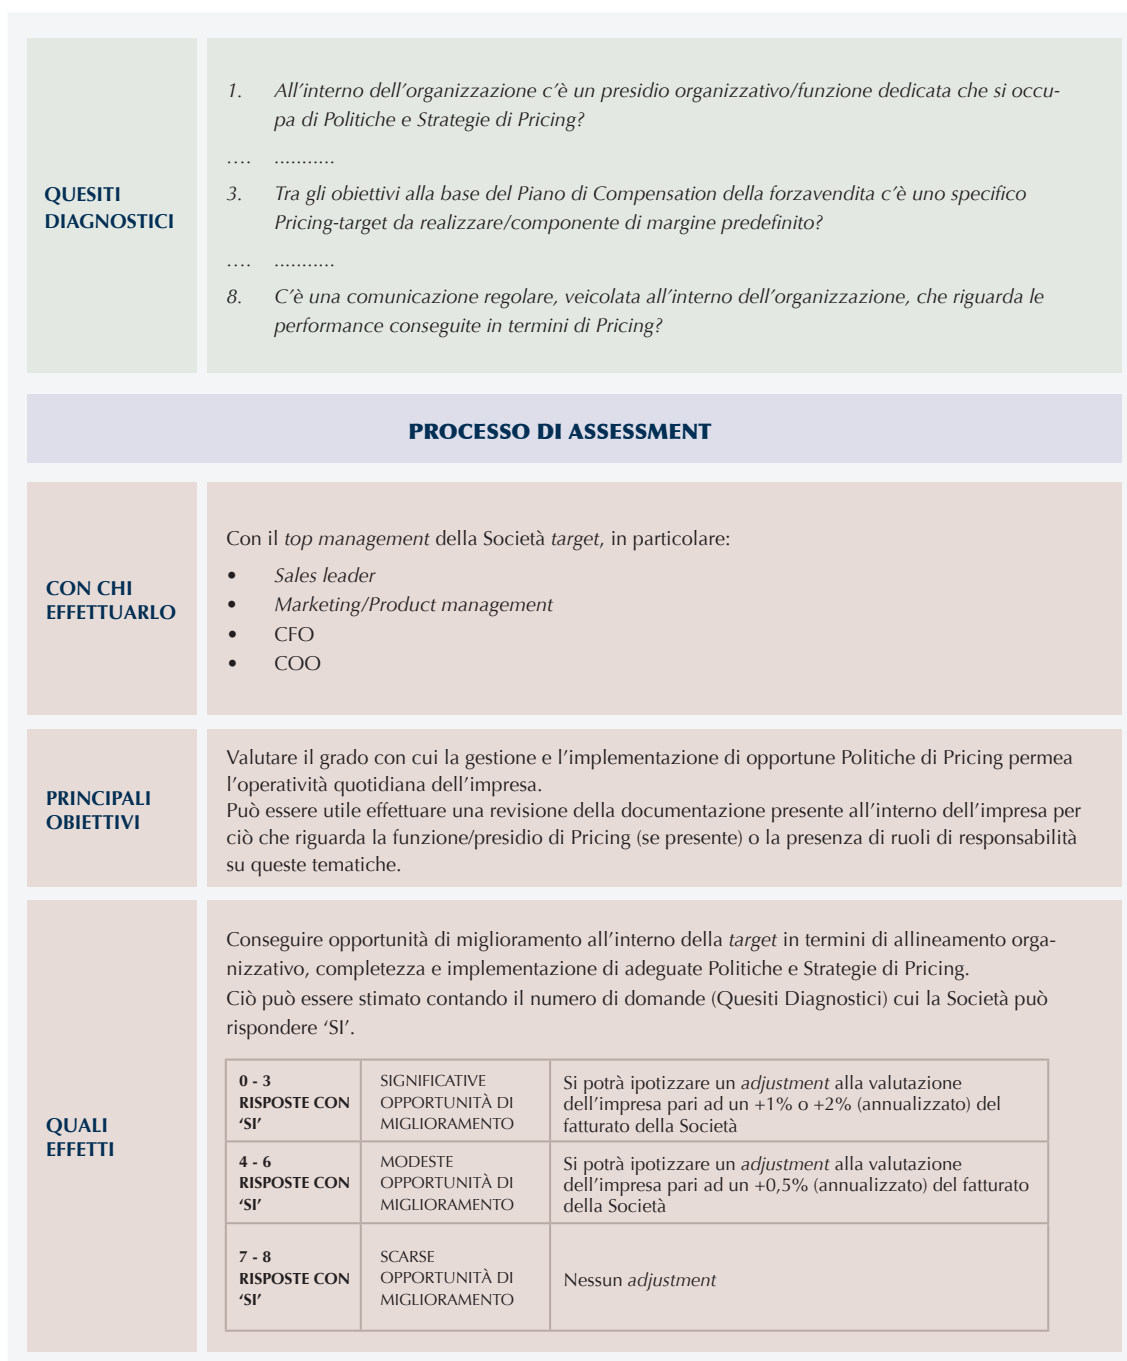 QUESITI
DIAGNOSTICI
1. All'interno dell'organizzazione c'è un presidio organizzativo/funzione dedicata che si occu-
pa di Politiche e Strategie di Pricing?
.... ...........
3. Tra gli obiettivi alla base del Piano di Compensation della forzavendita c'è uno specifico
Pricing-target da realizzare/componente di margine predefinito?
.... ...........
8. C'è una comunicazione regolare, veicolata all'interno dell'organizzazione, che riguarda le
performance conseguite in termini di Pricing?
PROCESSO DI ASSESSMENT
CON CHI
EFFETTUARLO
Con il top management della Società target, in particolare:
• Sales leader
• Marketing/Product management
• CFO
• COO
PRINCIPALI
OBIETTIVI
Valutare il grado con cui la gestione e l'implementazione di opportune Politiche di Pricing permea
l'operatività quotidiana dell'impresa.
Può essere utile effettuare una revisione della documentazione presente all'interno dell'impresa per
ciò che riguarda la funzione/presidio di Pricing (se presente) o la presenza di ruoli di responsabilità
su queste tematiche.
QUALI
EFFETTI
Conseguire opportunità di miglioramento all'interno della target in termini di allineamento orga-
nizzativo, completezza e implementazione di adeguate Politiche e Strategie di Pricing.
Ciò può essere stimato contando il numero di domande (Quesiti Diagnostici) cui la Società può
rispondere 'SI'.
0 - 3
RISPOSTE CON
'SI'
SIGNIFICATIVE
OPPORTUNITÀ DI
MIGLIORAMENTO
Si potrà ipotizzare un adjustment alla valutazione
dell'impresa pari ad un +1% o +2% (annualizzato) del
fatturato della Società
4 - 6
RISPOSTE CON
'SI'
MODESTE
OPPORTUNITÀ DI
MIGLIORAMENTO
Si potrà ipotizzare un adjustment alla valutazione
dell'impresa pari ad un +0,5% (annualizzato) del fatturato
della Società
7 - 8
RISPOSTE CON
'SI'
SCARSE
OPPORTUNITÀ DI
MIGLIORAMENTO
Nessun adjustment